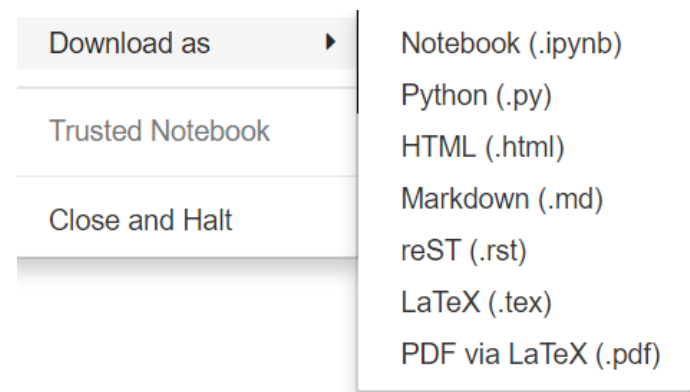 Download as
Trusted Notebook
Close and Halt
Notebook (.ipynb)
Python (.py)
HTML (.html)
Markdown (.md)
reST (.rst)
LaTeX (.tex)
PDF via LaTeX (.pdf)